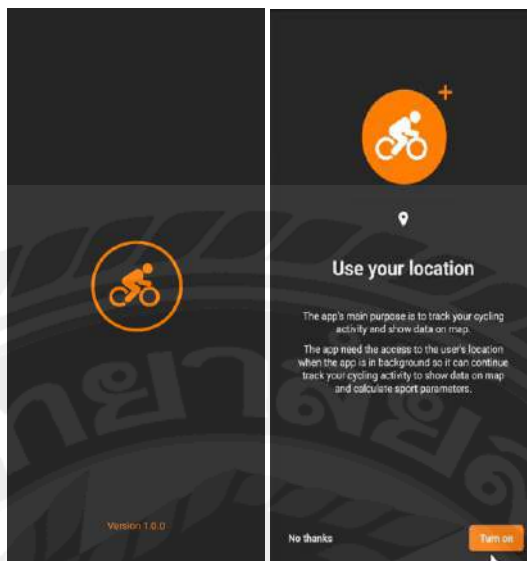 Version 1.0.0
Use your location
The app's main purpose is to track your cycling
activity and show data on map.
The app need the access to the user's location
when the app is in background so it can continue
track your cycling activity to show data on map
and calculate sport parameters.
No thanks
Turn on